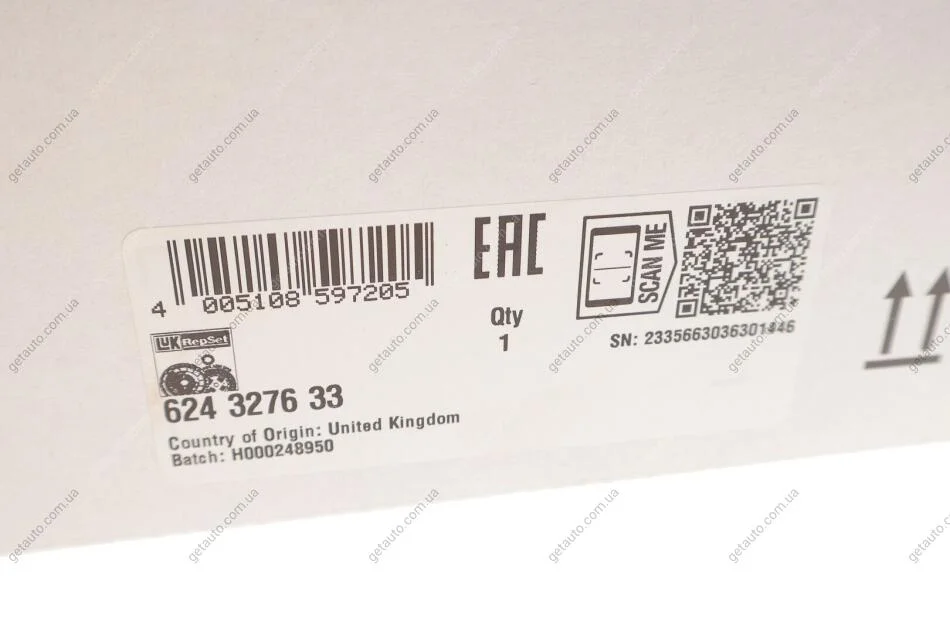 4 005108 597205
EAC
SCAN ME
Qty
1
SN: 2335663036301446
LuK RepSet
624 3276 33
Country of Origin: United Kingdom
Batch: H000248950
getauto.com.ua